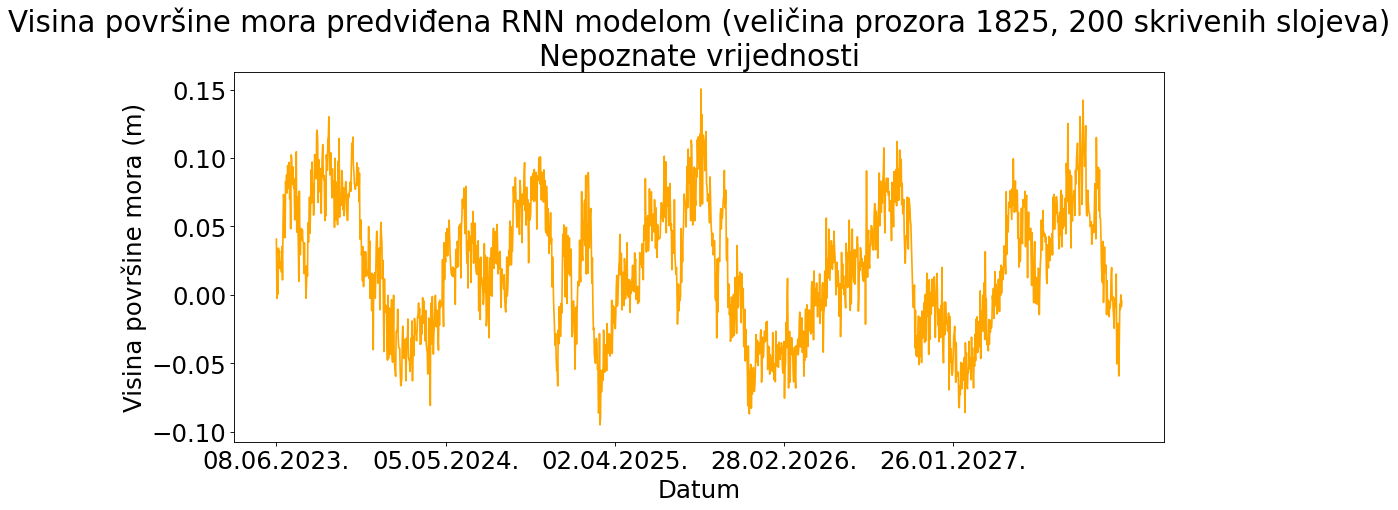 Visina površine mora predviđena RNN modelom (veličina prozora 1825, 200 skrivenih slojeva)
Nepoznate vrijednosti
Visina površine mora (m)
0.15
0.10
0.05
0.00
−0.05
−0.10
08.06.2023. 05.05.2024. 02.04.2025. 28.02.2026. 26.01.2027.
Datum